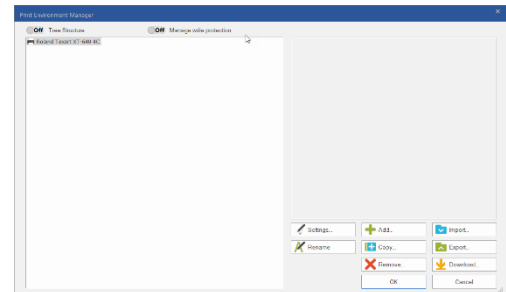 Print Environment Manager
Off Tree Structure Off Manage write protection
Roland Texart XT-640 4C
Settings... Add... Import...
Rename Copy... Export...
Remove Download...
OK Cancel